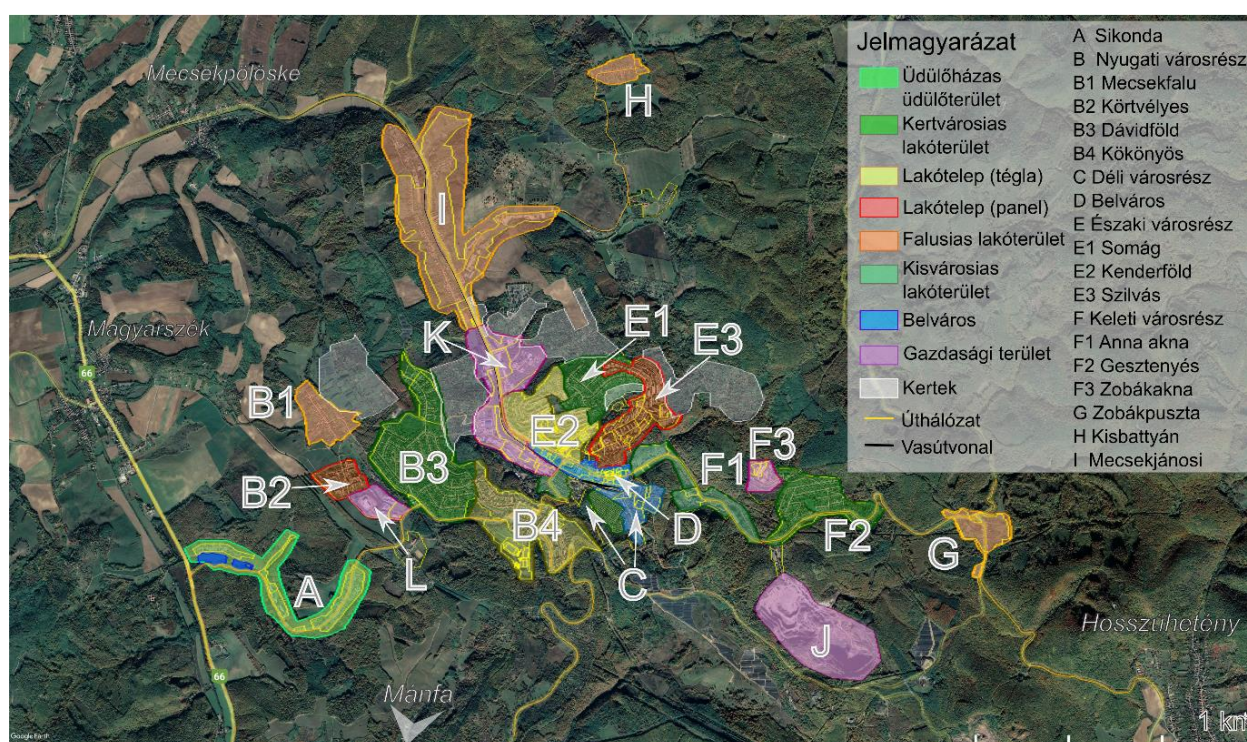 Mecsekpölöske
H
I
Magyarszék
66
K
E1
E3
B1
E2
B3
B2
F1
F3
B4
D
F2
L
C
G
A
J
Hosszúhetény
66
Mánfa
1 km
Google Earth
Jelmagyarázat
Üdülőházas
üdülőterület
Kertvárosias
lakóterület
Lakótelep (tégla)
Lakótelep (panel)
Falusias lakóterület
Kisvárosias
lakóterület
Belváros
Gazdasági terület
Kertek
Úthálózat
Vasútvonal
A Sikonda
B Nyugati városrész
B1 Mecsekfalu
B2 Körtvélyes
B3 Dávidföld
B4 Kökönyös
C Déli városrész
D Belváros
E Északi városrész
E1 Somág
E2 Kenderföld
E3 Szilvás
F Keleti városrész
F1 Anna akna
F2 Gesztenyés
F3 Zobákakna
G Zobákpuszta
H Kisbattyán
I Mecsekjánosi